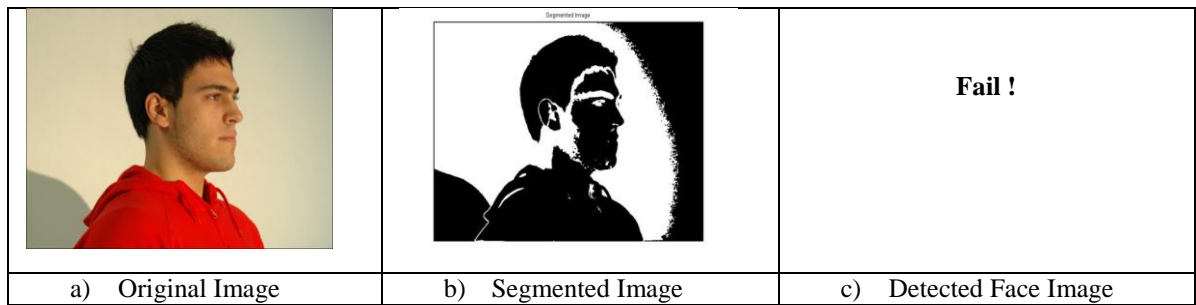 Segmented Image
Fail !
a) Original Image
b) Segmented Image
c) Detected Face Image